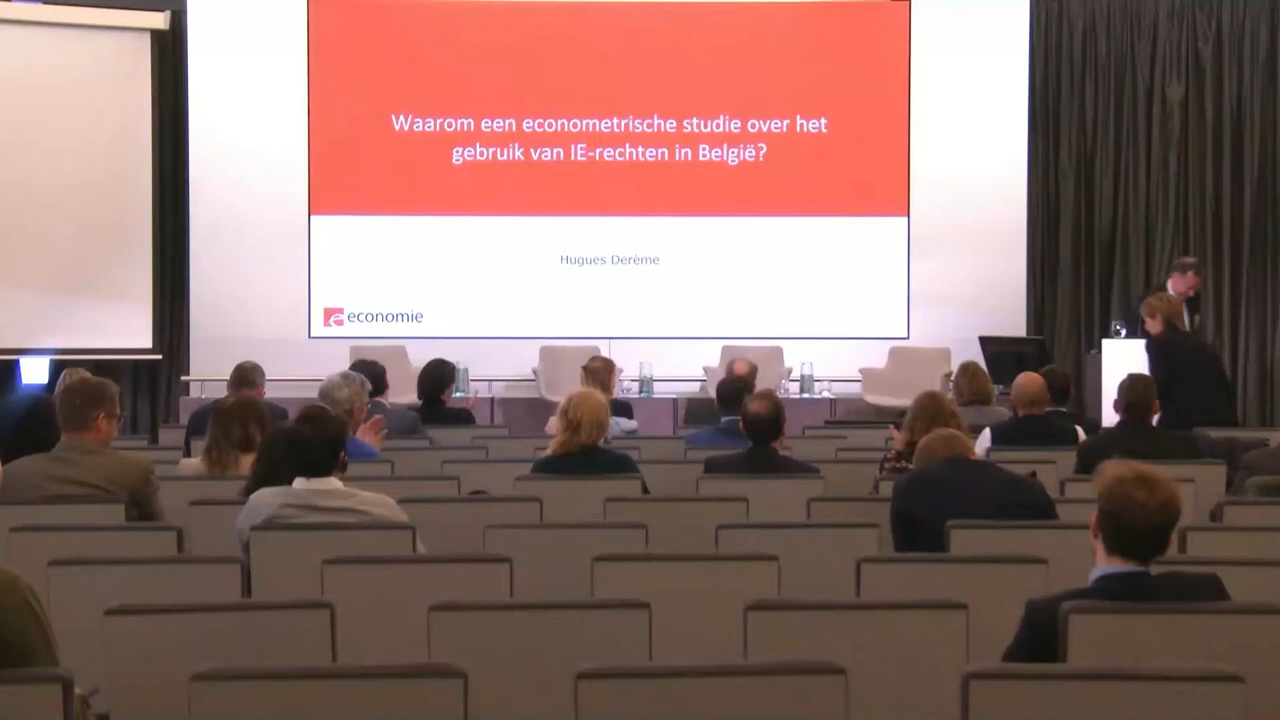 Waarom een econometrische studie over het
gebruik van IE-rechten in België?
Hugues Derème
economie